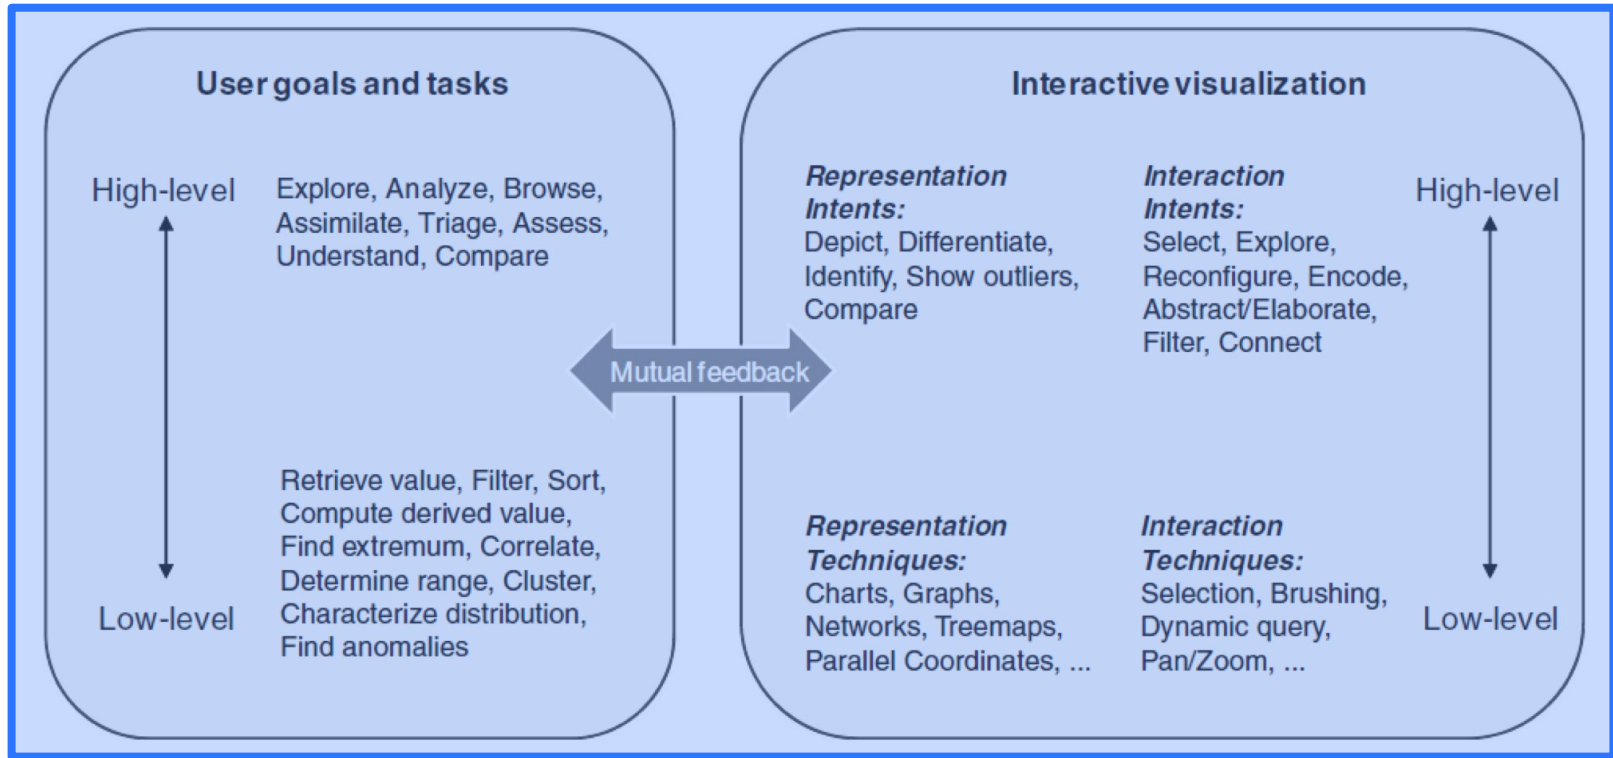 User goals and tasks
High-level
Explore, Analyze, Browse,
Assimilate, Triage, Assess,
Understand, Compare
Retrieve value, Filter, Sort,
Compute derived value,
Find extremum, Correlate,
Determine range, Cluster,
Characterize distribution,
Find anomalies
Low-level
Mutual feedback
Interactive visualization
Representation
Intents:
Depict, Differentiate,
Identify, Show outliers,
Compare
Interaction
Intents:
Select, Explore,
Reconfigure, Encode,
Abstract/Elaborate,
Filter, Connect
High-level
Representation
Techniques:
Charts, Graphs,
Networks, Treemaps,
Parallel Coordinates, ...
Interaction
Techniques:
Selection, Brushing,
Dynamic query,
Pan/Zoom, ...
Low-level